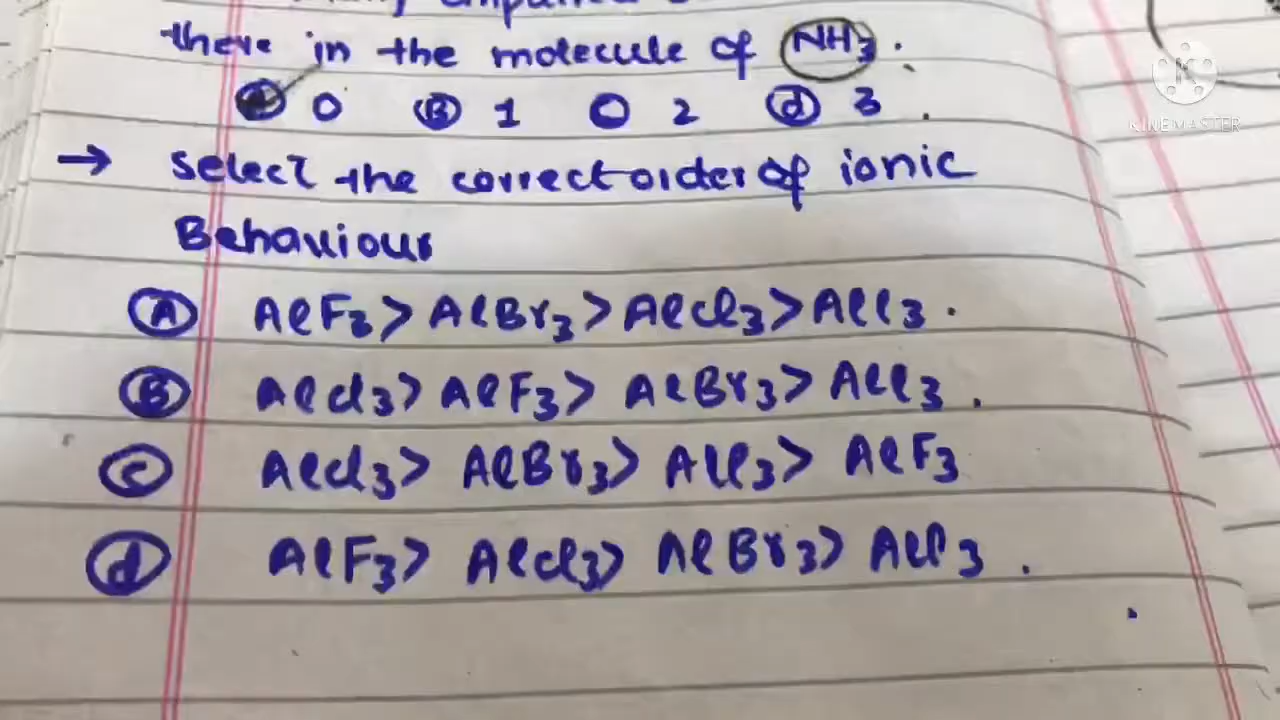 there in the molecule of NH3.
0 B 1 2 d 3.
→ select the correct order of ionic
Behaviour
A AlF3 > AlBr3 > AlCl3 > AlI3.
B AlCl3 > AlF3 > AlBr3 > AlI3.
C AlCl3 > AlBr3 > AlI3 > AlF3
d AlF3 > AlCl3 > AlBr3 > AlI3.
K
KINEMASTER